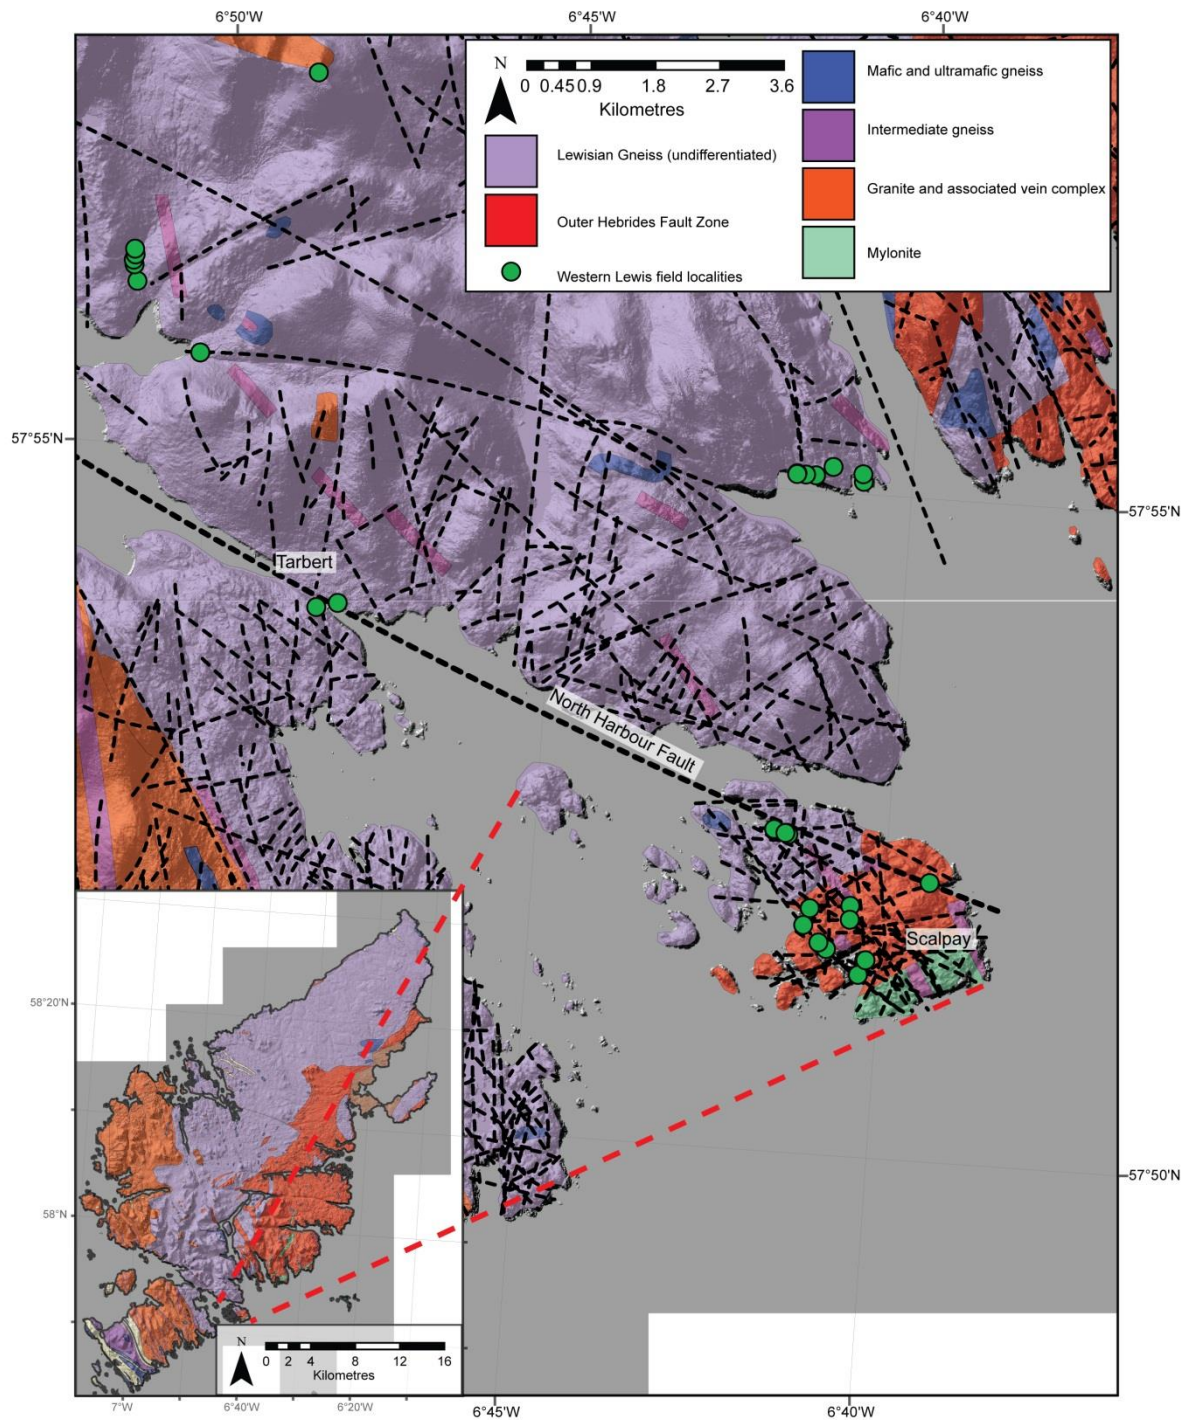 6°50'W 6°45'W 6°40'W
N
0 0.45 0.9 1.8 2.7 3.6
Kilometres
Lewisian Gneiss (undifferentiated)
Outer Hebrides Fault Zone
Western Lewis field localities
Mafic and ultramafic gneiss
Intermediate gneiss
Granite and associated vein complex
Mylonite
57°55'N
57°55'N
Tarbert
North Harbour Fault
Scalpay
58°20'N
57°50'N
58°N
N
0 2 4 8 12 16
Kilometres
7°W 6°40'W 6°20'W
6°45'W 6°40'W